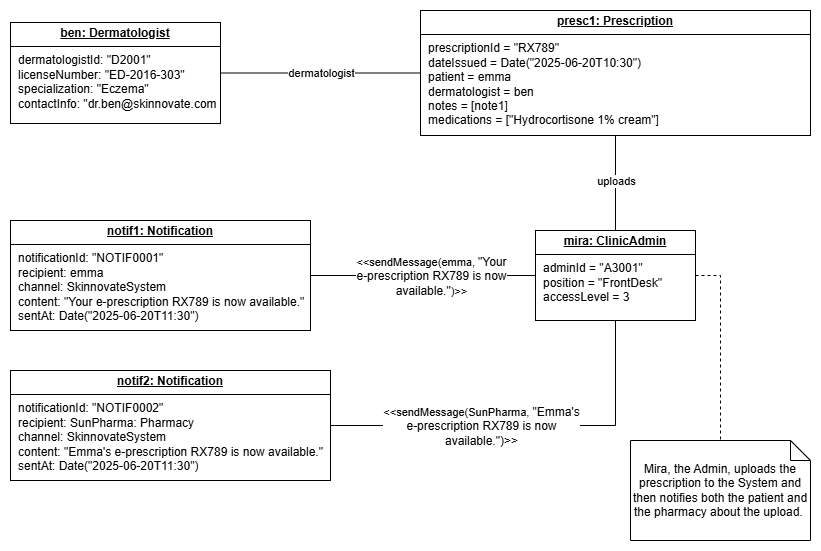 ben: Dermatologist
dermatologistId: "D2001"
licenseNumber: "ED-2016-303"
specialization: "Eczema"
contactInfo: "dr.ben@skinnovate.com
presc1: Prescription
prescriptionId = "RX789"
dateIssued = Date("2025-06-20T10:30")
patient = emma
dermatologist = ben
notes = [note1]
medications = ["Hydrocortisone 1% cream"]
dermatologist
uploads
notif1: Notification
notificationId: "NOTIF0001"
recipient: emma
channel: SkinnovateSystem
content: "Your e-prescription RX789 is now available."
sentAt: Date("2025-06-20T11:30")
<<sendMessage(emma, "Your
e-prescription RX789 is now
available.")>>
mira: ClinicAdmin
adminId = "A3001"
position = "FrontDesk"
accessLevel = 3
notif2: Notification
notificationId: "NOTIF0002"
recipient: SunPharma: Pharmacy
channel: SkinnovateSystem
content: "Emma's e-prescription RX789 is now available."
sentAt: Date("2025-06-20T11:30")
<<sendMessage(SunPharma, "Emma's
e-prescription RX789 is now
available.")>>
Mira, the Admin, uploads the
prescription to the System and
then notifies both the patient and
the pharmacy about the upload.